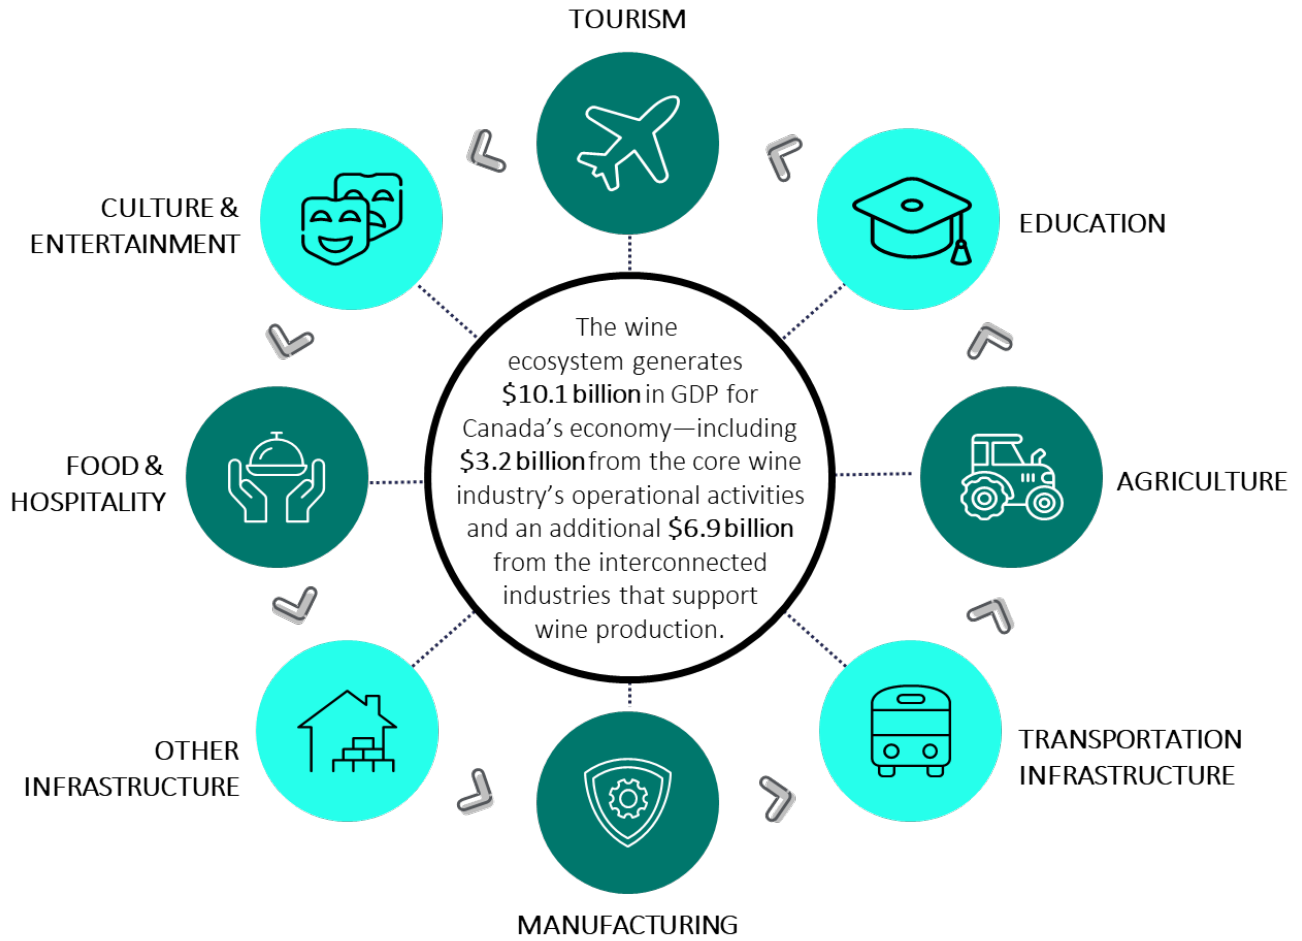 TOURISM
CULTURE &
ENTERTAINMENT
EDUCATION
The wine
ecosystem generates
$10.1 billion in GDP for
Canada’s economy—including
$3.2 billion from the core wine
industry’s operational activities
and an additional $6.9 billion
from the interconnected
industries that support
wine production.
FOOD &
HOSPITALITY
AGRICULTURE
OTHER
INFRASTRUCTURE
TRANSPORTATION
INFRASTRUCTURE
MANUFACTURING